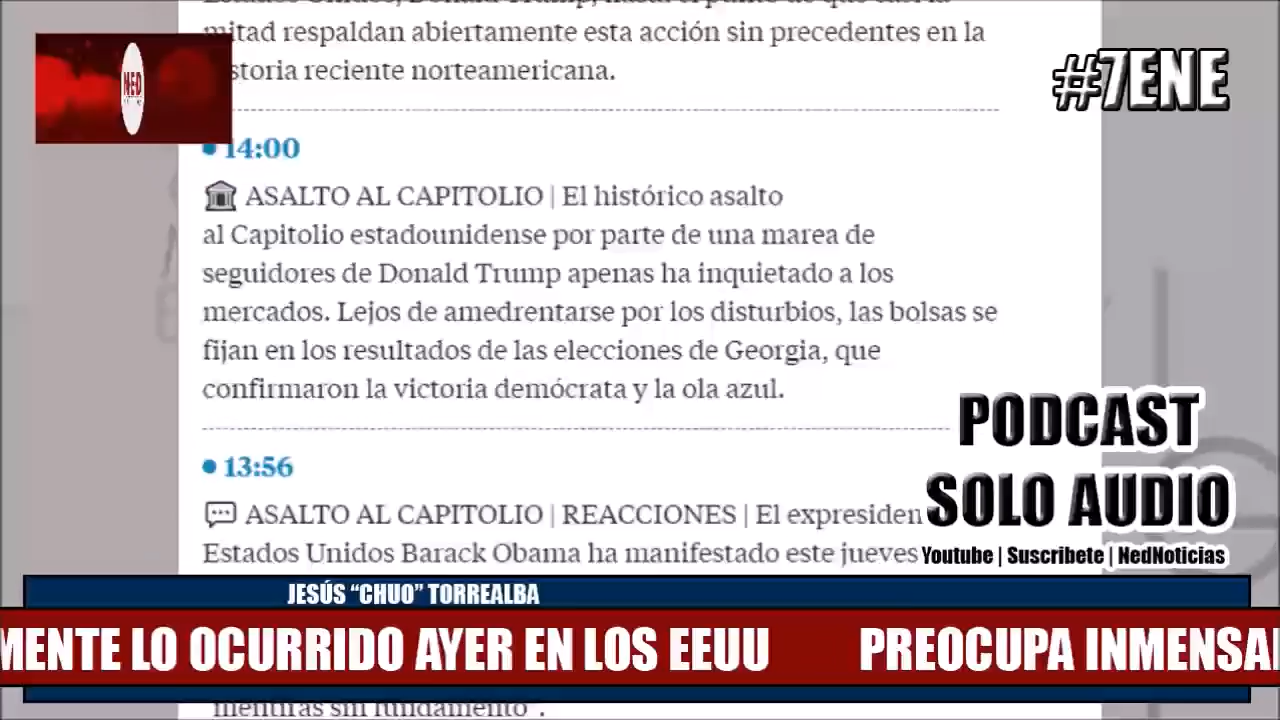 mitad respaldan abiertamente esta acción sin precedentes en la
storia reciente norteamericana.
NED
#7ENE
14:00
ASALTO AL CAPITOLIO | El histórico asalto
al Capitolio estadounidense por parte de una marea de
seguidores de Donald Trump apenas ha inquietado a los
mercados. Lejos de amedrentarse por los disturbios, las bolsas se
fijan en los resultados de las elecciones de Georgia, que
confirmaron la victoria demócrata y la ola azul.
13:56
ASALTO AL CAPITOLIO | REACCIONES | El expresiden
Estados Unidos Barack Obama ha manifestado este jueves
PODCAST
SOLO AUDIO
Youtube | Suscribete | NedNoticias
JESÚS “CHUO” TORREALBA
MENTE LO OCURRIDO AYER EN LOS EEUU PREOCUPA INMENSA
mentiras sin fundamento".